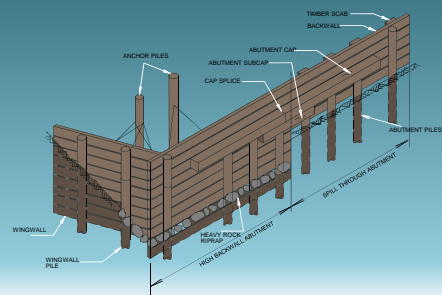 TIMBER SCAB
BACKWALL
ABUTMENT CAP
ANCHOR PILES
ABUTMENT SUBCAP
CAP SPLICE
ABUTMENT PILES
SPILL THROUGH ABUTMENT
HEAVY ROCK
RIPRAP
HIGH BACKWALL ABUTMENT
WINGWALL
WINGWALL
PILE